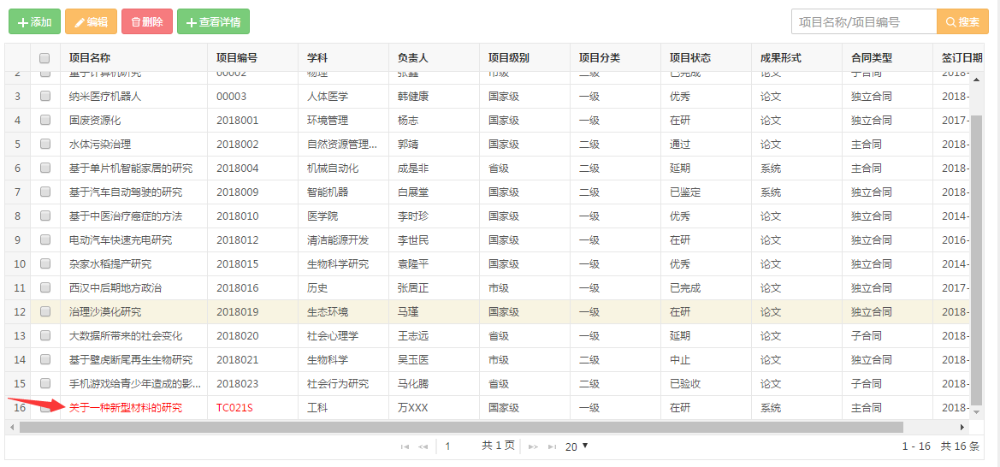 添加 编辑 删除 查看详情 项目名称/项目编号 搜索
项目名称 项目编号 学科 负责人 项目级别 项目分类 项目状态 成果形式 合同类型 签订日期
2 量子计算机研究 00002 物理 张鑫 市级 二级 已完成 论文 子合同 2018-
3 纳米医疗机器人 00003 人体医学 韩健康 国家级 一级 优秀 论文 独立合同 2018-
4 固废资源化 2018001 环境管理 杨志 国家级 一级 在研 论文 独立合同 2017-
5 水体污染治理 2018002 自然资源管理... 郭靖 国家级 二级 通过 论文 主合同 2018-
6 基于单片机智能家居的研究 2018004 机械自动化 成是非 省级 二级 延期 系统 主合同 2018-
7 基于汽车自动驾驶的研究 2018009 智能机器 白展堂 国家级 二级 已鉴定 系统 独立合同 2018-
8 基于中医治疗癌症的方法 2018010 医学院 李时珍 国家级 一级 优秀 论文 独立合同 2014-
9 电动汽车快速充电研究 2018012 清洁能源开发 李世民 国家级 一级 在研 论文 独立合同 2016-
10 杂家水稻提产研究 2018015 生物科学研究 袁隆平 国家级 一级 优秀 论文 独立合同 2014-
11 西汉中后期地方政治 2018016 历史 张居正 市级 一级 已完成 论文 独立合同 2017-
12 治理沙漠化研究 2018019 生态环境 马瑾 国家级 一级 在研 论文 独立合同 2018-
13 大数据所带来的社会变化 2018020 社会心理学 王志远 省级 一级 延期 论文 子合同 2018-
14 基于壁虎断尾再生生物研究 2018021 生物科学 吴玉医 市级 二级 中止 论文 独立合同 2018-
15 手机游戏给青少年造成的影... 2018023 社会行为研究 马化腾 省级 二级 已验收 论文 子合同 2018-
16 关于一种新型材料的研究 TC021S 工科 万XXX 国家级 一级 在研 系统 主合同 2018-
1 共 1 页 20 1 - 16 共 16 条